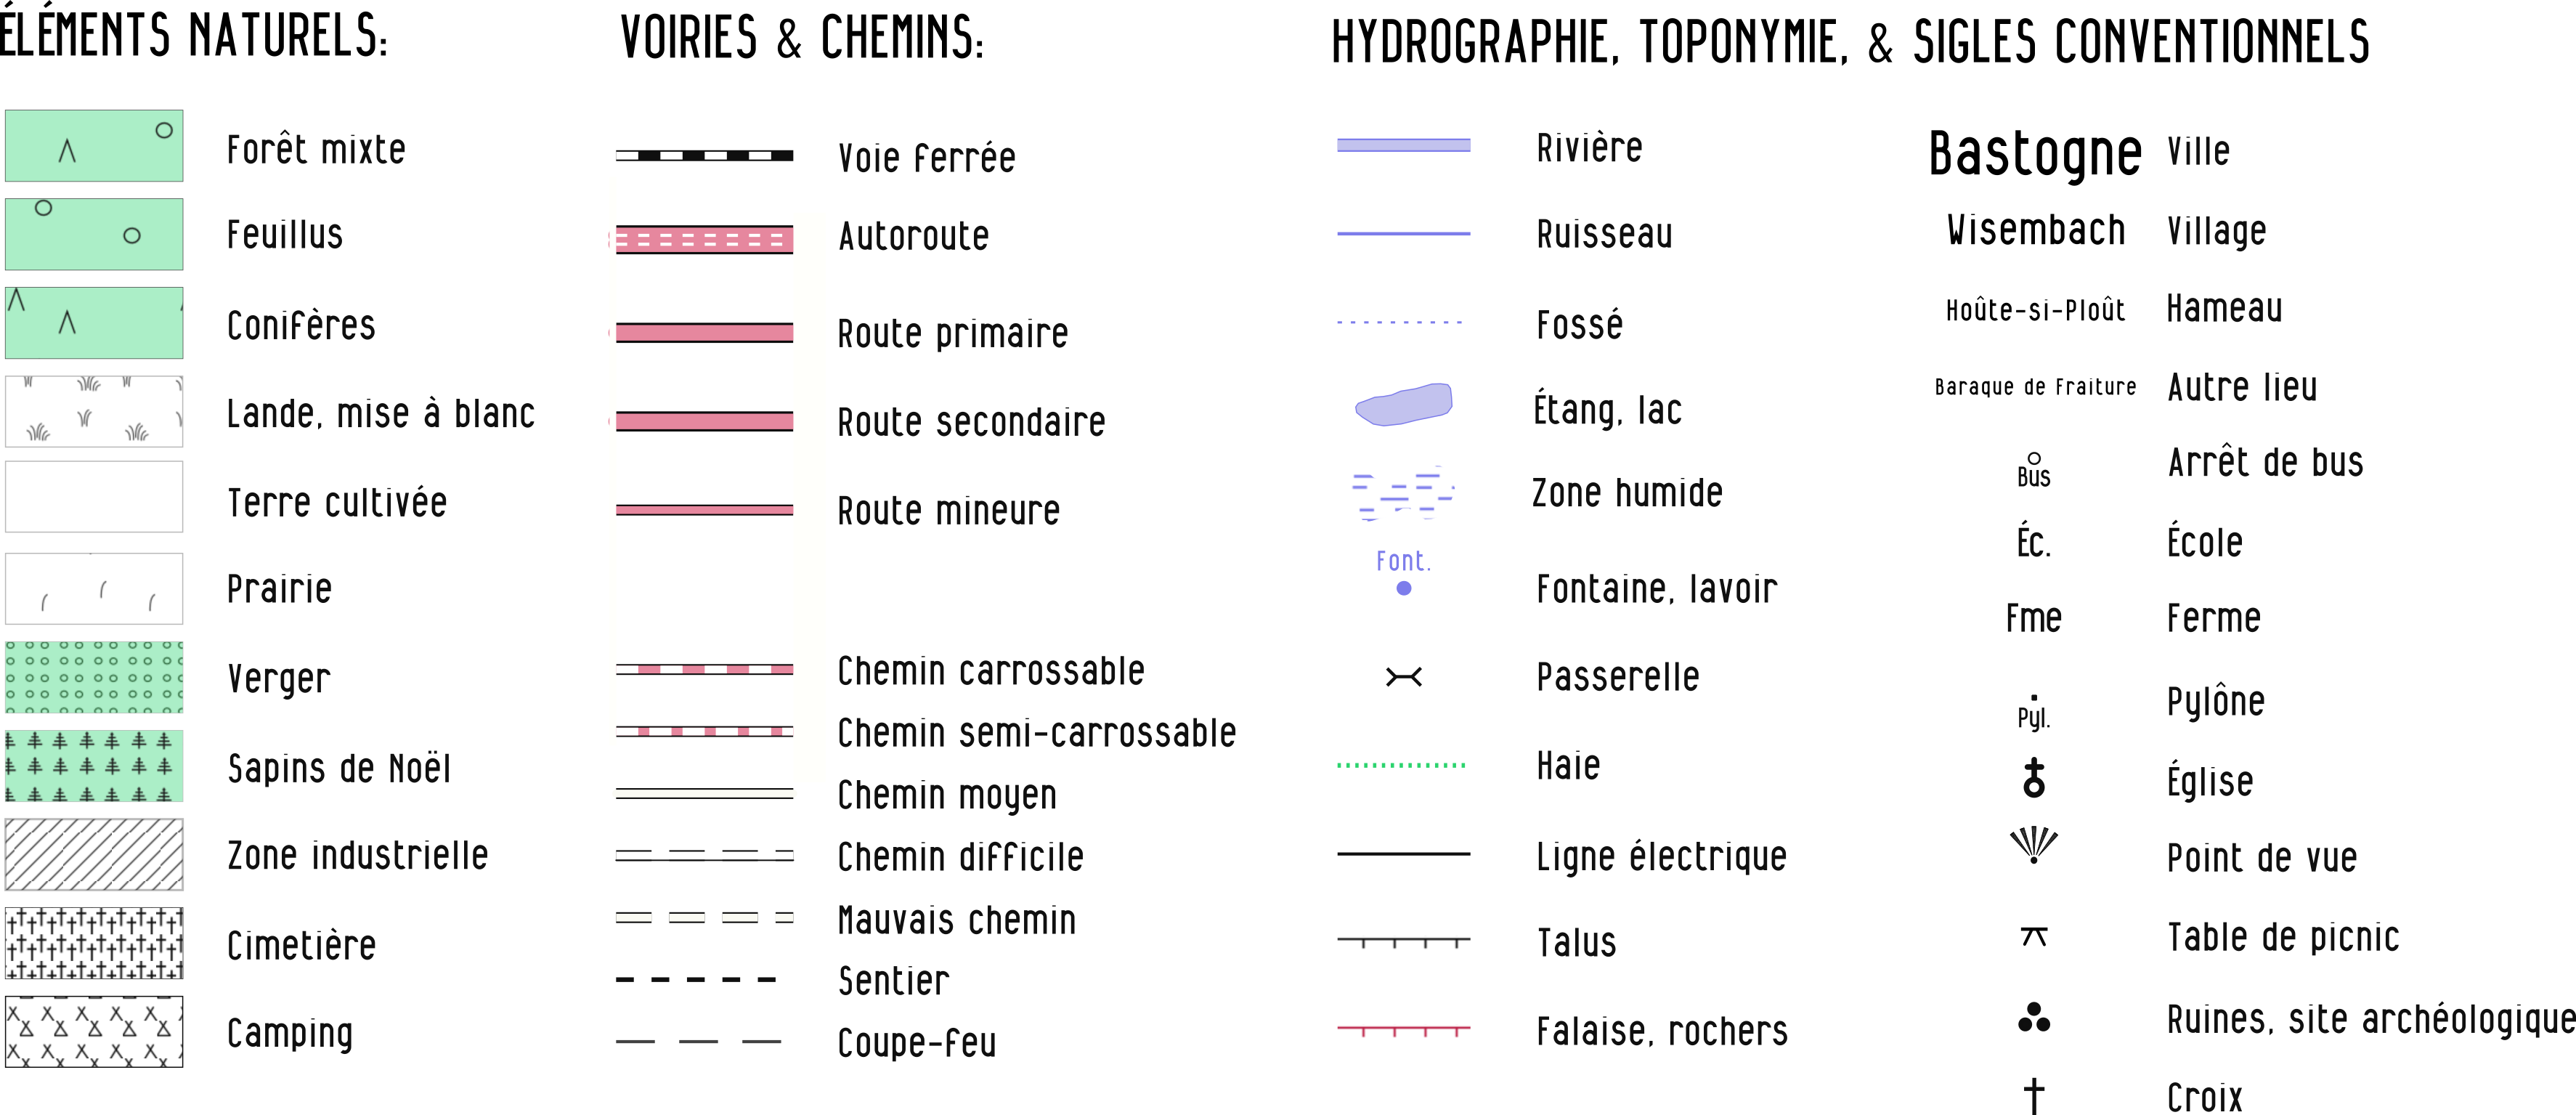 ÉLÉMENTS NATURELS:
Forêt mixte
Feuillus
Conifères
Lande, mise à blanc
Terre cultivée
Prairie
Verger
Sapins de Noël
Zone industrielle
Cimetière
Camping
VOIRIES & CHEMINS:
Voie ferrée
Autoroute
Route primaire
Route secondaire
Route mineure
Chemin carrossable
Chemin semi-carrossable
Chemin moyen
Chemin difficile
Mauvais chemin
Sentier
Coupe-feu
HYDROGRAPHIE, TOPONYMIE, & SIGLES CONVENTIONNELS
Rivière
Ruisseau
Fossé
Étang, lac
Zone humide
Font.
Fontaine, lavoir
Passerelle
Haie
Ligne électrique
Talus
Falaise, rochers
Bastogne Ville
Wisembach Village
Hoûte-si-Ploût Hameau
Baraque de Fraiture Autre lieu
Bus Arrêt de bus
Éc. École
Fme Ferme
Pyl. Pylône
Église
Point de vue
Table de picnic
Ruines, site archéologique
Croix